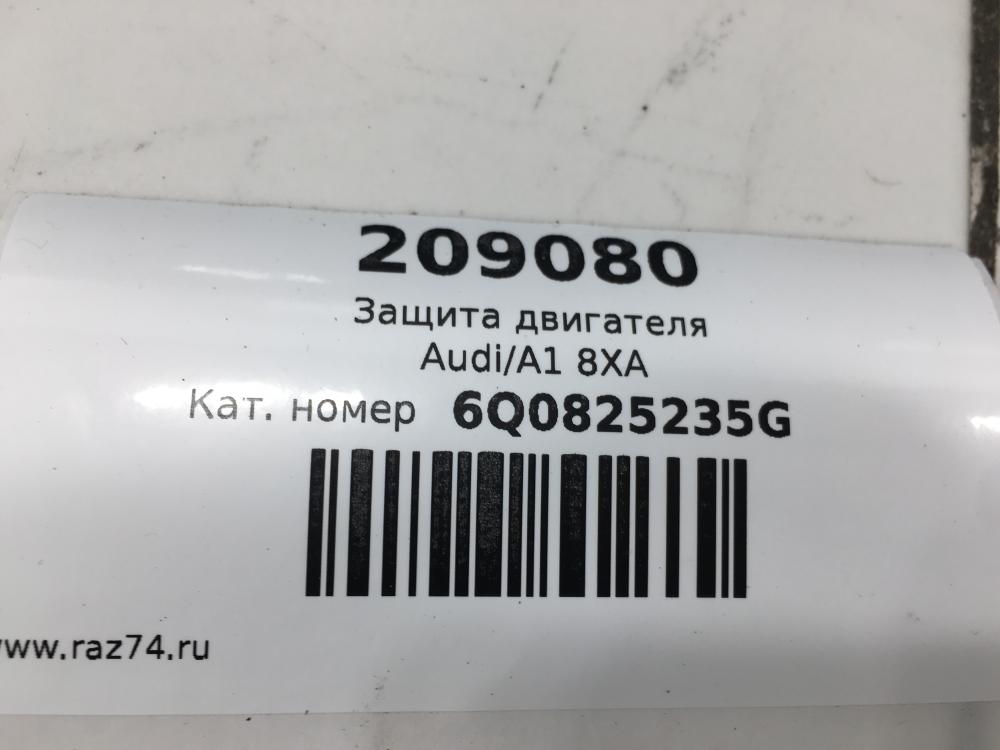 209080
Защита двигателя
Audi/A1 8XA
Кат. номер 6Q0825235G
www.raz74.ru